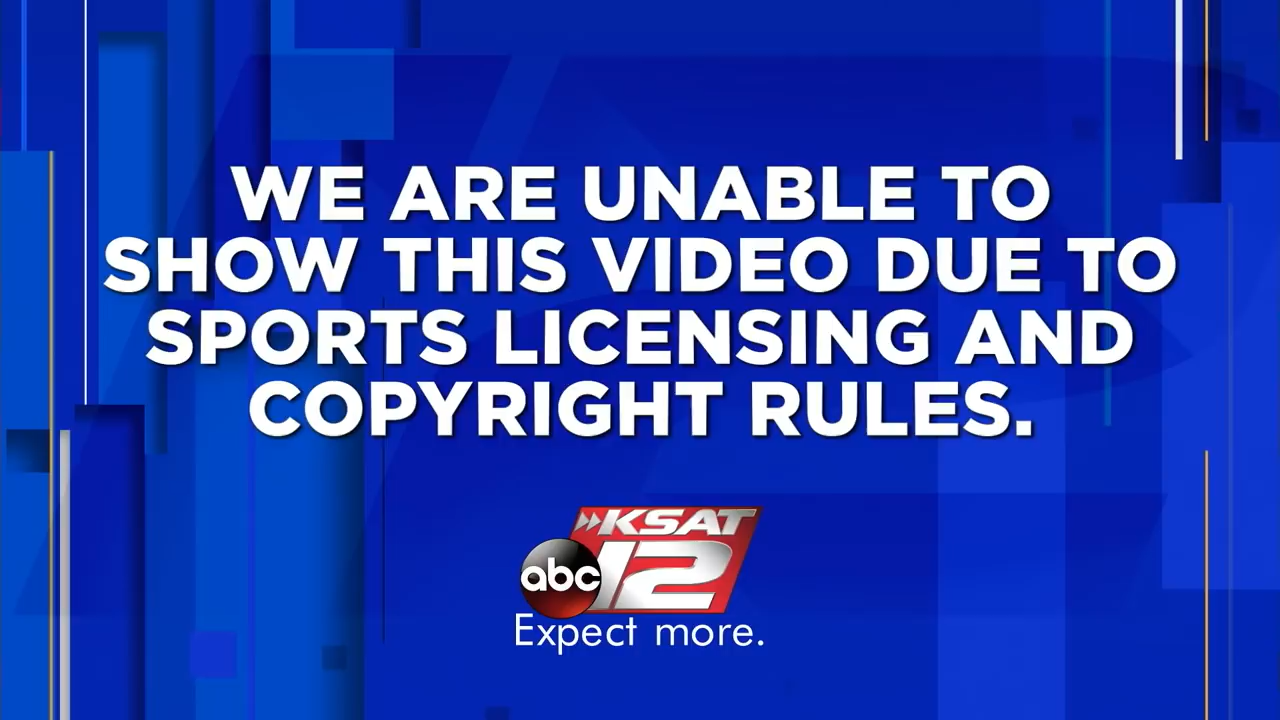 WE ARE UNABLE TO
SHOW THIS VIDEO DUE TO
SPORTS LICENSING AND
COPYRIGHT RULES.
KSAT
abc 12
Expect more.